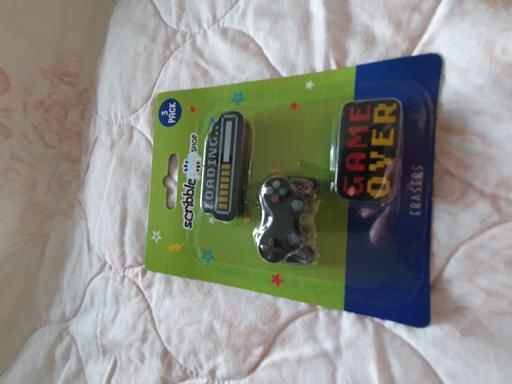 3
PACK
scribble
SHOP
LOADING...
GAME
OVER
ERASERS